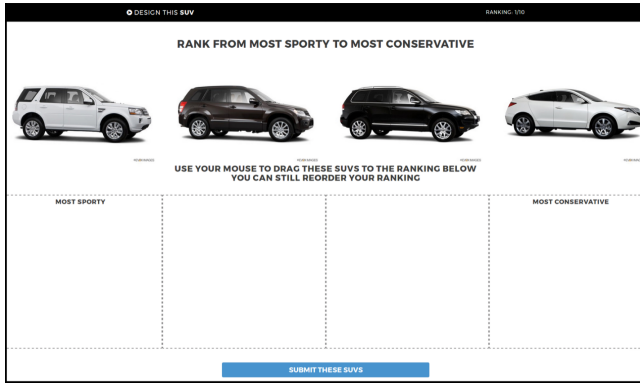 DESIGN THIS SUV
RANKING: 1/10
RANK FROM MOST SPORTY TO MOST CONSERVATIVE
USE YOUR MOUSE TO DRAG THESE SUVS TO THE RANKING BELOW
YOU CAN STILL REORDER YOUR RANKING
MOST SPORTY
MOST CONSERVATIVE
SUBMIT THESE SUVS